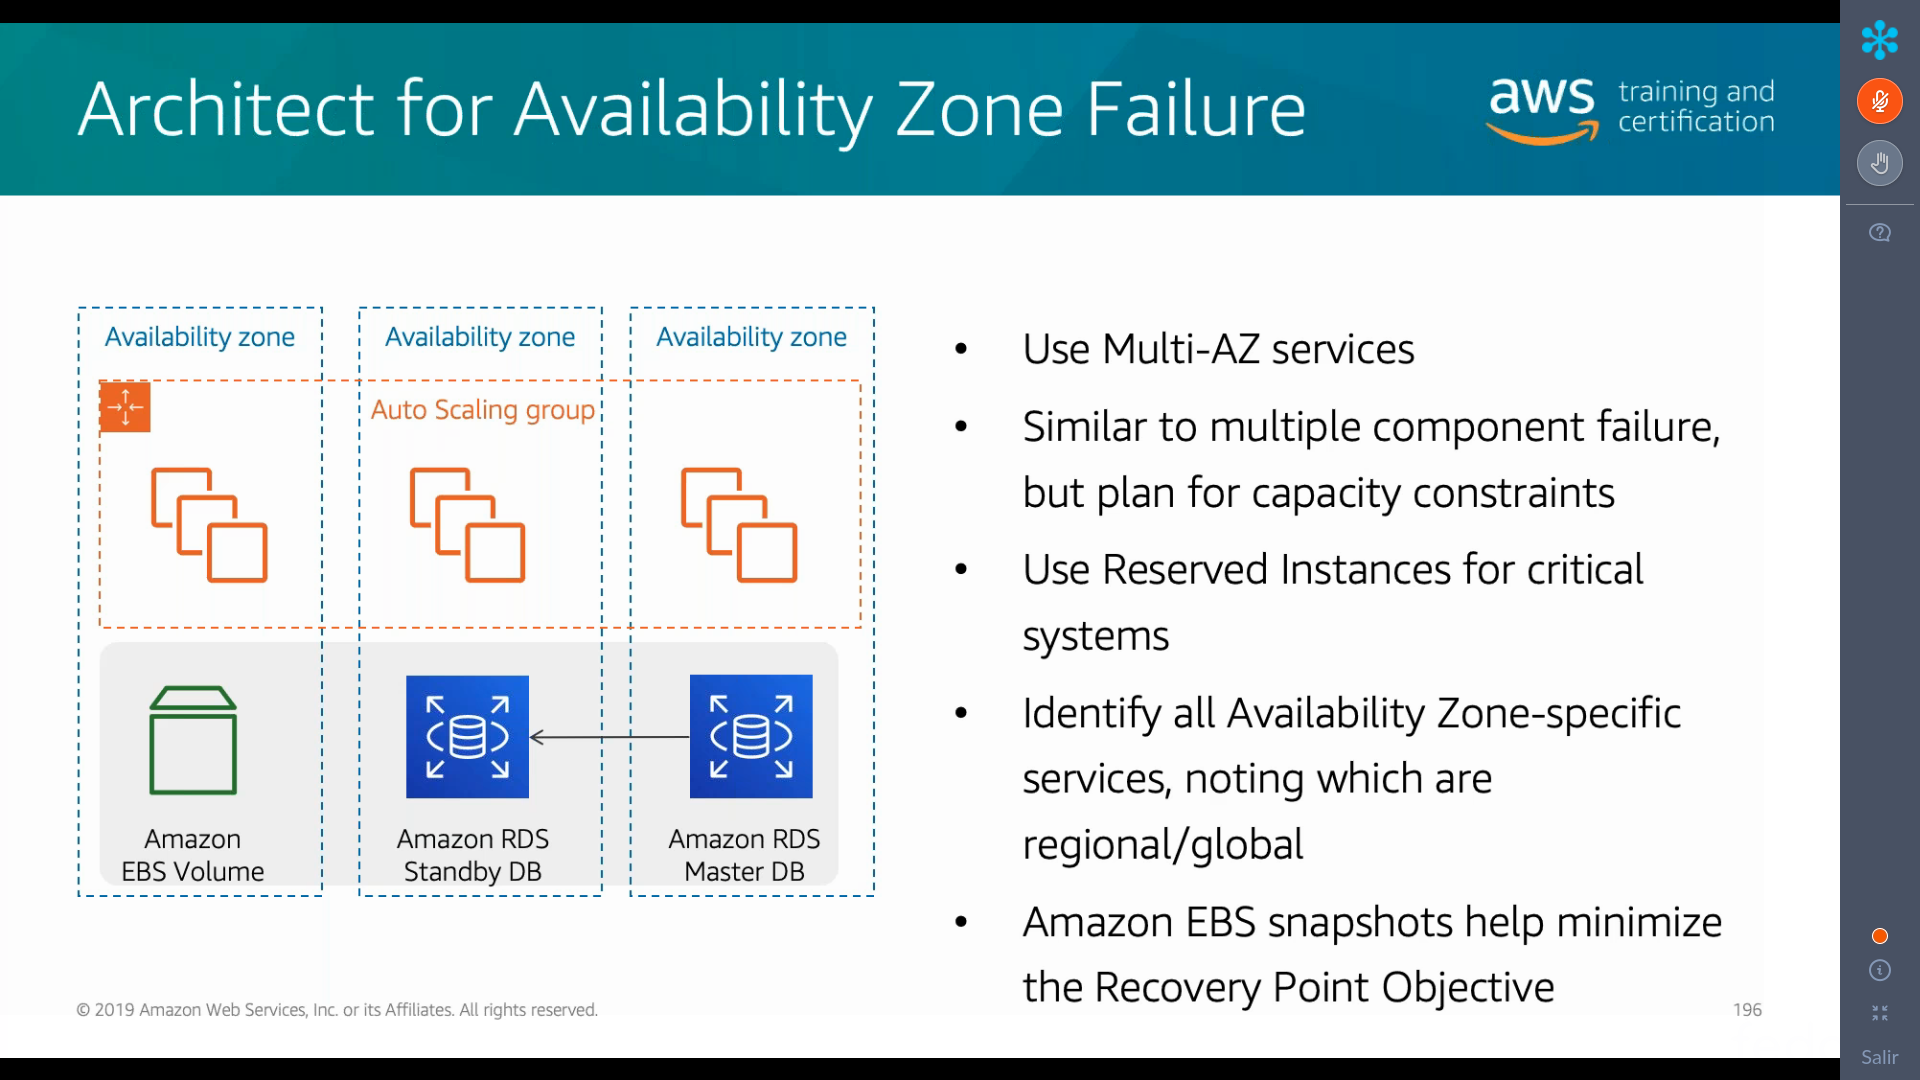 Architect for Availability Zone Failure
aws
training and
certification
Availability zone
Availability zone
Availability zone
Auto Scaling group
Amazon
EBS Volume
Amazon RDS
Standby DB
Amazon RDS
Master DB
• Use Multi-AZ services
• Similar to multiple component failure,
but plan for capacity constraints
• Use Reserved Instances for critical
systems
• Identify all Availability Zone-specific
services, noting which are
regional/global
• Amazon EBS snapshots help minimize
the Recovery Point Objective
© 2019 Amazon Web Services, Inc. or its Affiliates. All rights reserved.
196
Salir